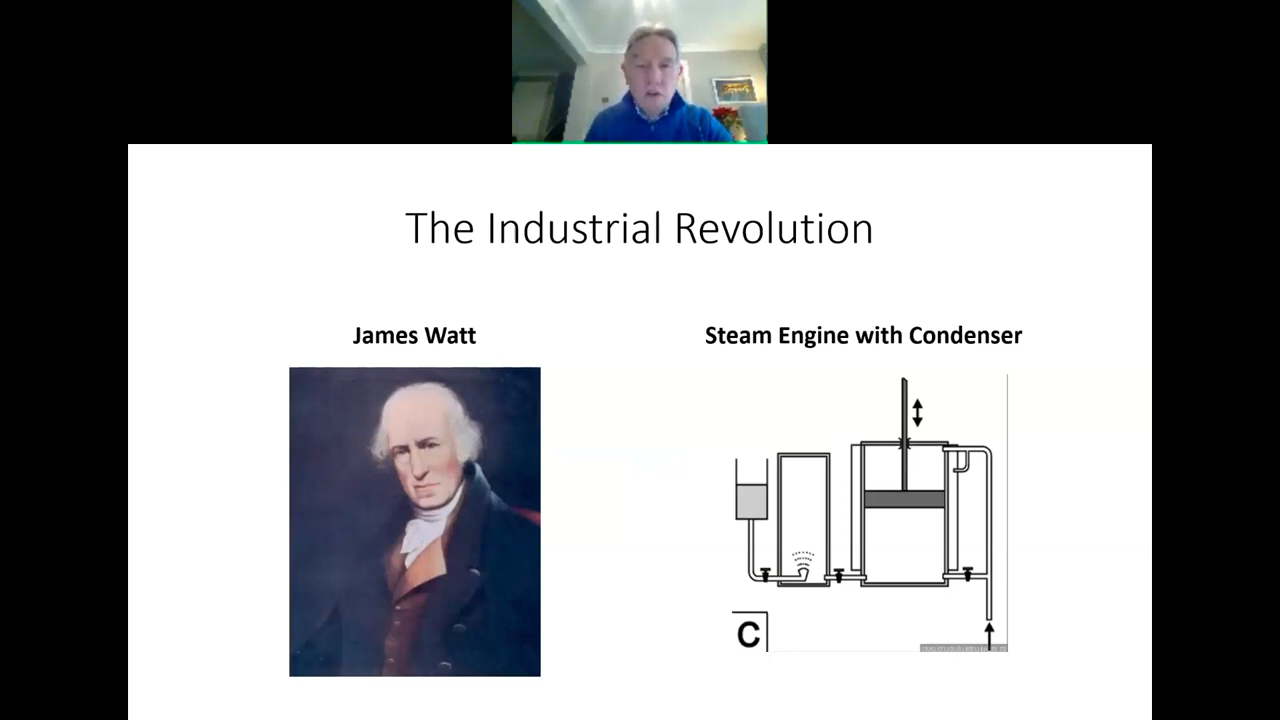 The Industrial Revolution
James Watt
Steam Engine with Condenser
C